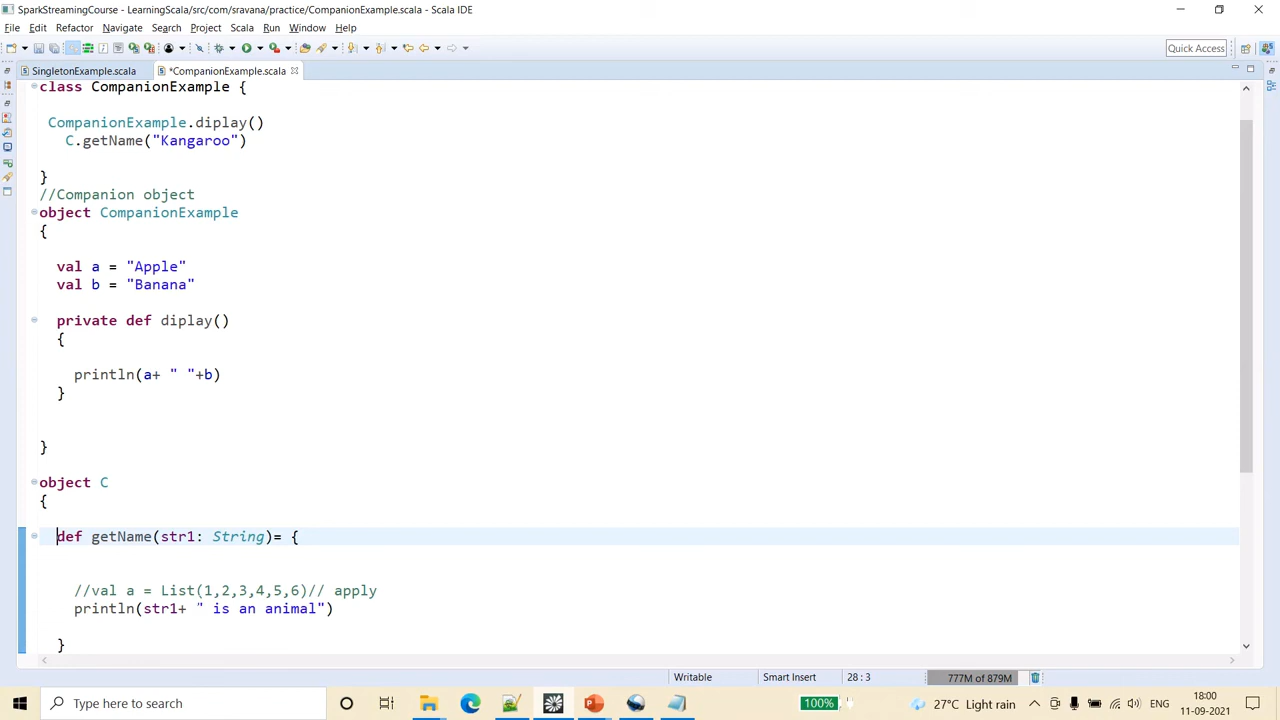 SparkStreamingCourse - LearningScala/src/com/sravana/practice/CompanionExample.scala - Scala IDE
File Edit Refactor Navigate Search Project Scala Run Window Help
Quick Access
SingletonExample.scala *CompanionExample.scala
class CompanionExample {
CompanionExample.diplay()
C.getName("Kangaroo")
}
//Companion object
object CompanionExample
{
val a = "Apple"
val b = "Banana"
private def diplay()
{
println(a+ " "+b)
}
}
object C
{
def getName(str1: String)= {
//val a = List(1,2,3,4,5,6)// apply
println(str1+ " is an animal")
}
Writable Smart Insert 28 : 3 777M of 879M
Type here to search 100% 27°C Light rain ENG 18:00
11-09-2021